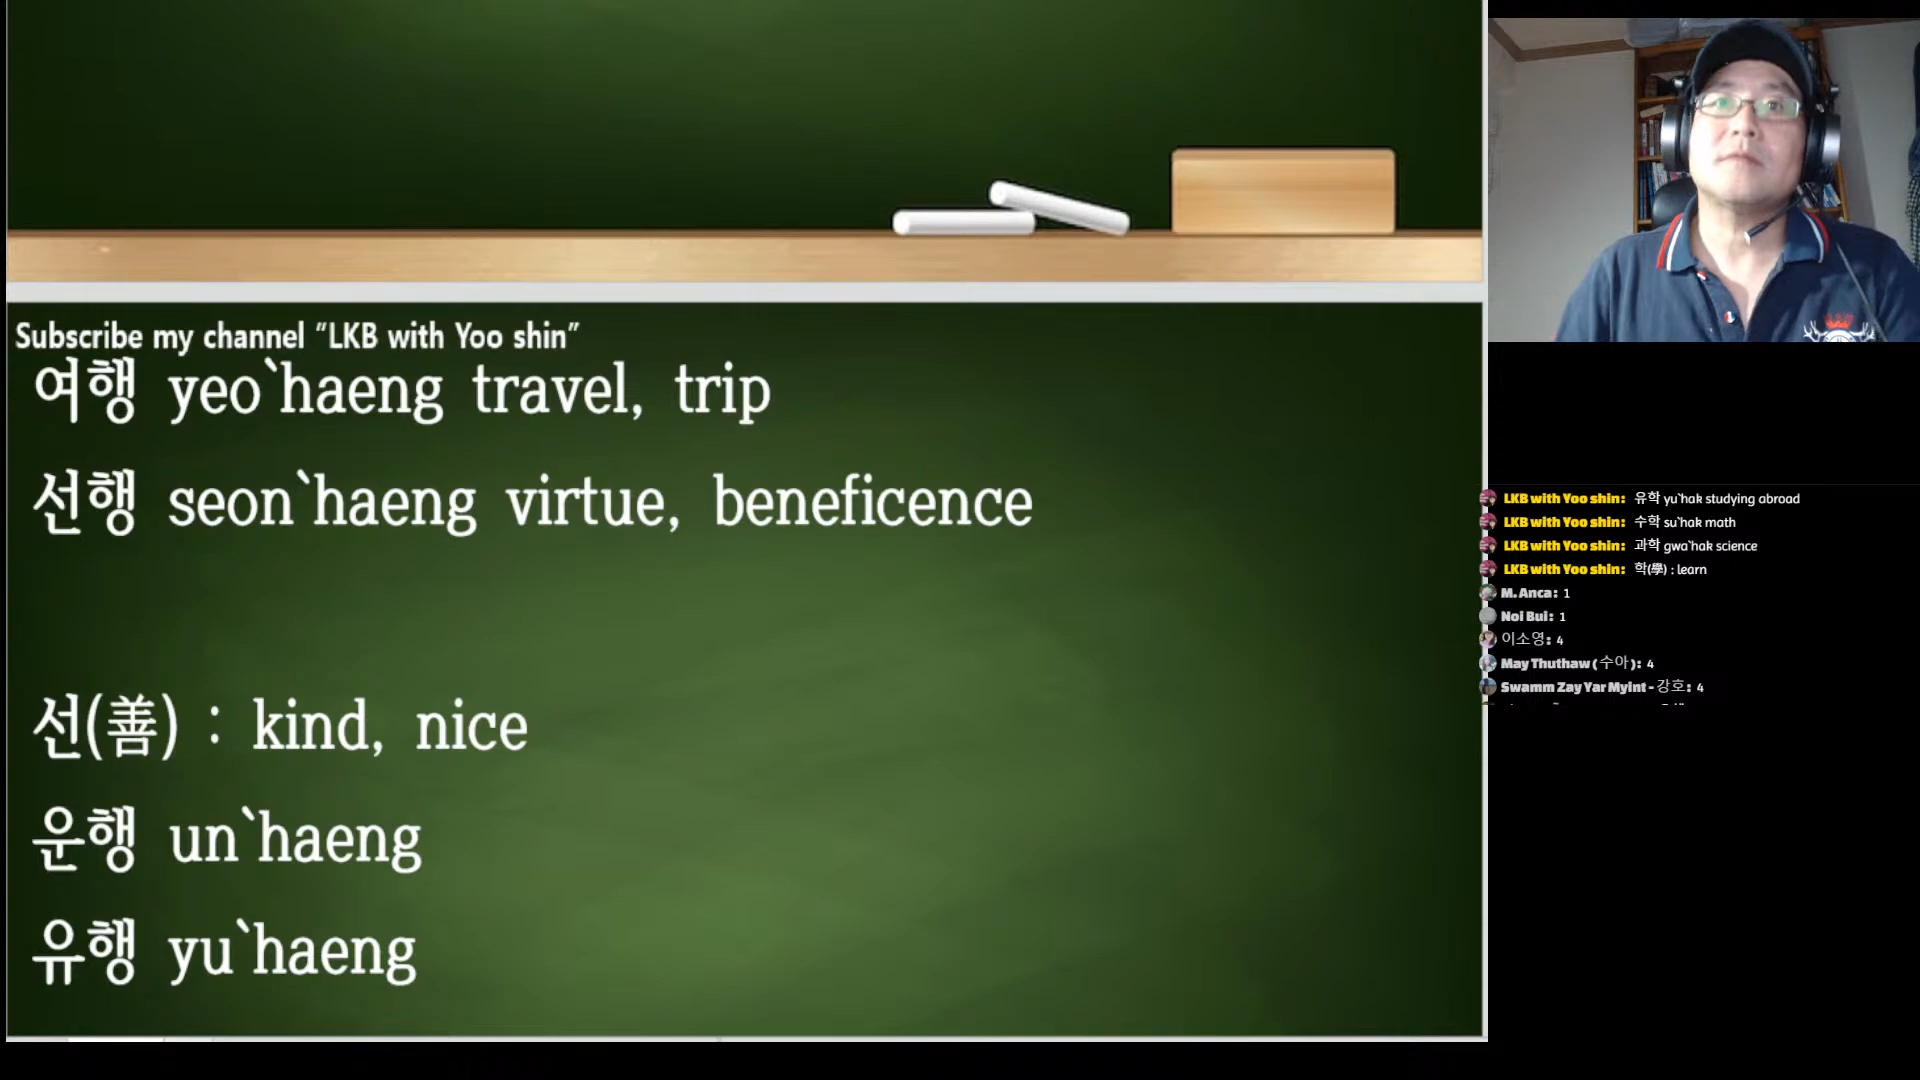 Subscribe my channel “LKB with Yoo shin”
여행 yeo`haeng travel, trip
선행 seon`haeng virtue, beneficence
선(善) : kind, nice
운행 un`haeng
유행 yu`haeng
LKB with Yoo shin: 유학 yu`hak studying abroad
LKB with Yoo shin: 수학 su`hak math
LKB with Yoo shin: 과학 gwa`hak science
LKB with Yoo shin: 학(學) : learn
M. Anca: 1
Noi Bui: 1
이소영: 4
May Thuthaw ( 수아 ): 4
Swamm Zay Yar Myint - 강호: 4